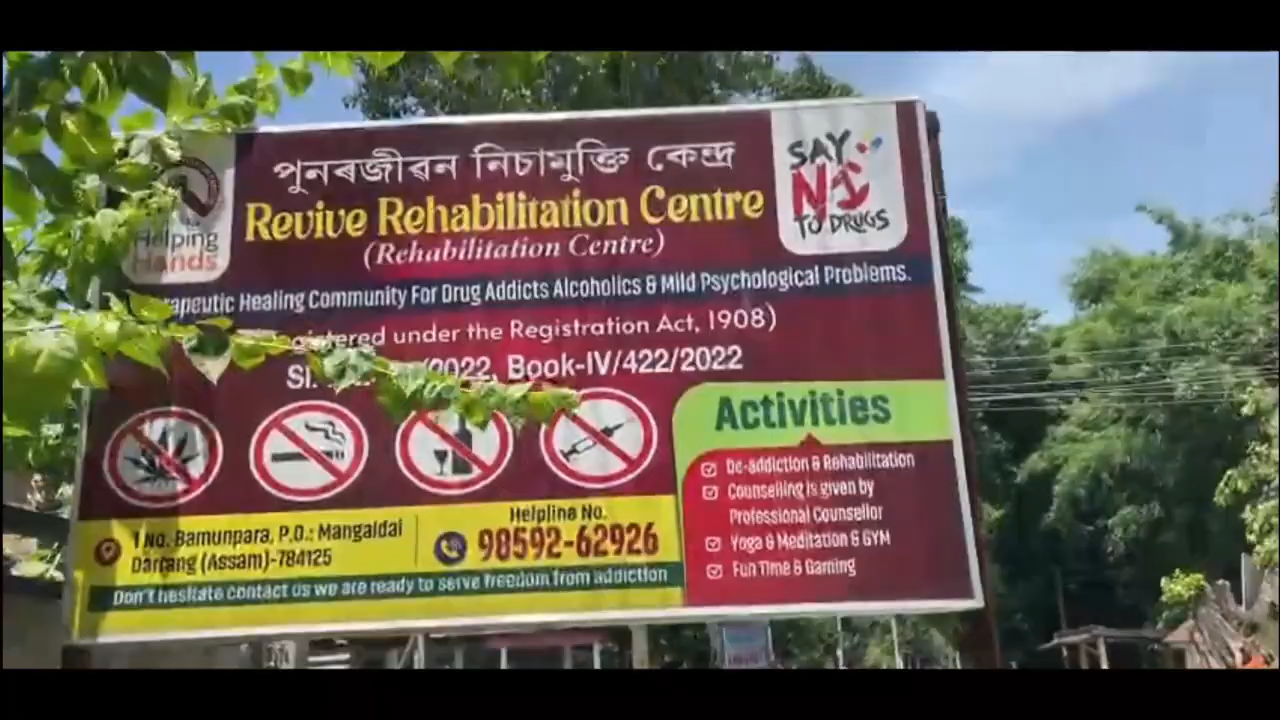 পুনৰজীৱন নিচামুক্তি কেন্দ্ৰ
Revive Rehabilitation Centre
(Rehabilitation Centre)
Helping
Hands
SAY
NO
TO DRUGS
Healing Community For Drug Addicts Alcoholics & Mild Psychological Problems.
under the Registration Act, 1908)
Book-IV/422/2022
Activities
De-addiction & Rehabilitation
Counselling is given by
Professional Counsellor
Yoga & Meditation & GYM
Fun Time & Gaming
1 No. Bamunpara, P.O.: Mangaldai
Darrang (Assam)-784125
Helpline No.
98592-62926
Don't hesitate contact us we are ready to serve freedom from addiction